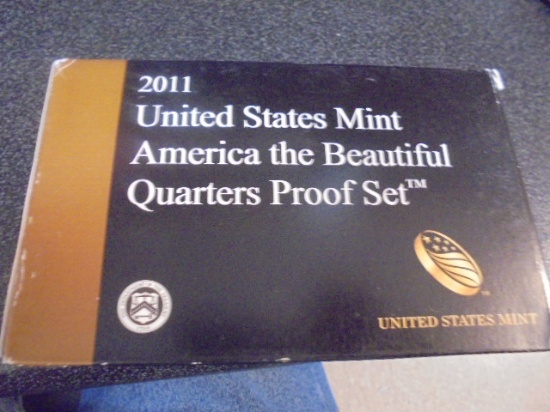 2011
United States Mint
America the Beautiful
Quarters Proof Set™
UNITED STATES MINT